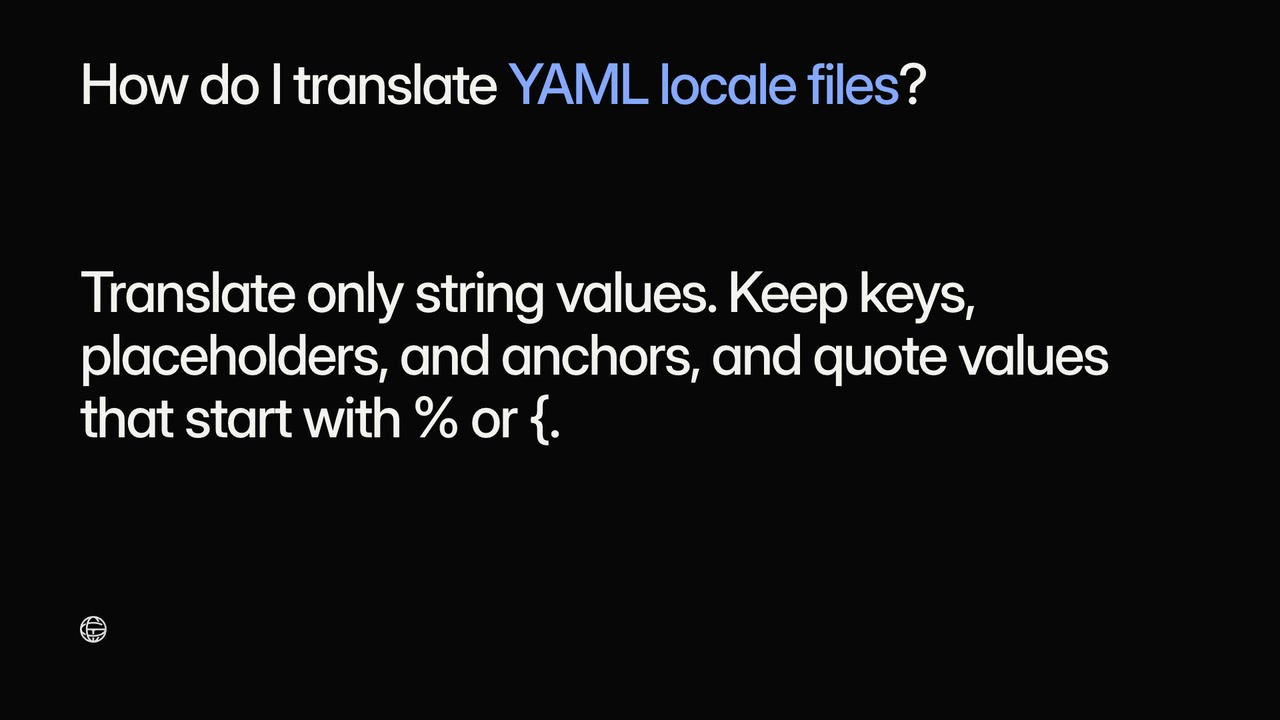 How do I translate YAML locale files?
Translate only string values. Keep keys,
placeholders, and anchors, and quote values
that start with % or {.